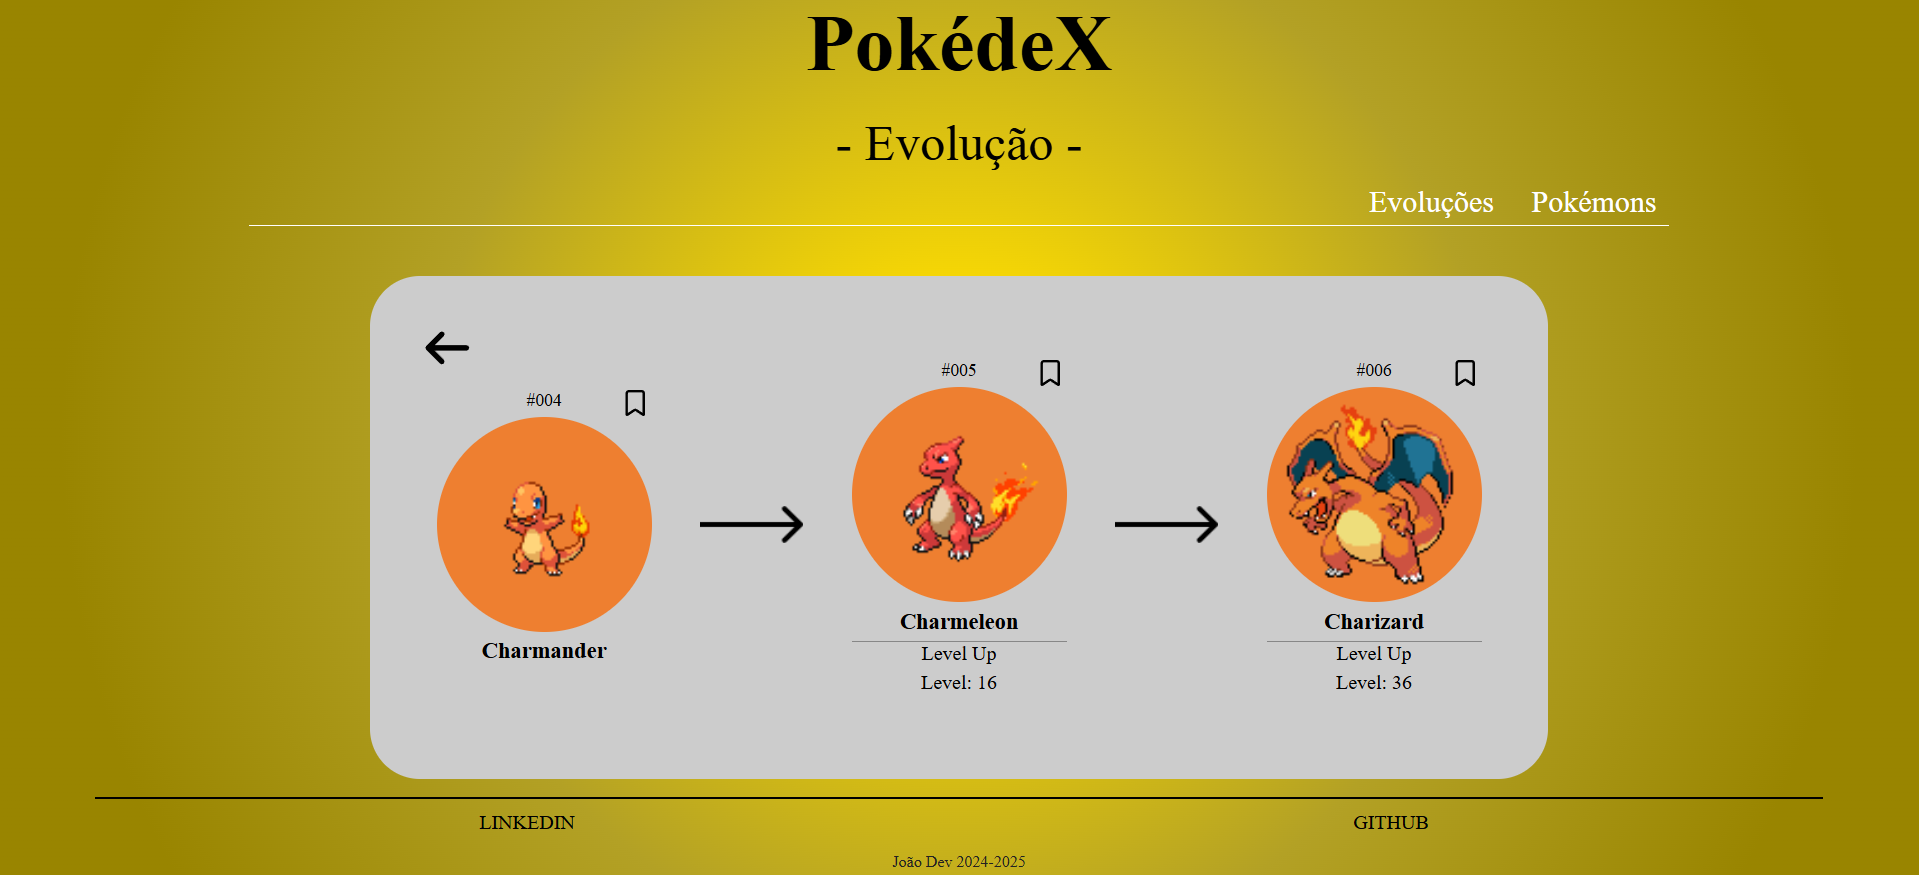 PokédeX
- Evolução -
Evoluções Pokémons
#004
Charmander
#005
Charmeleon
Level Up
Level: 16
#006
Charizard
Level Up
Level: 36
LINKEDIN GITHUB
João Dev 2024-2025